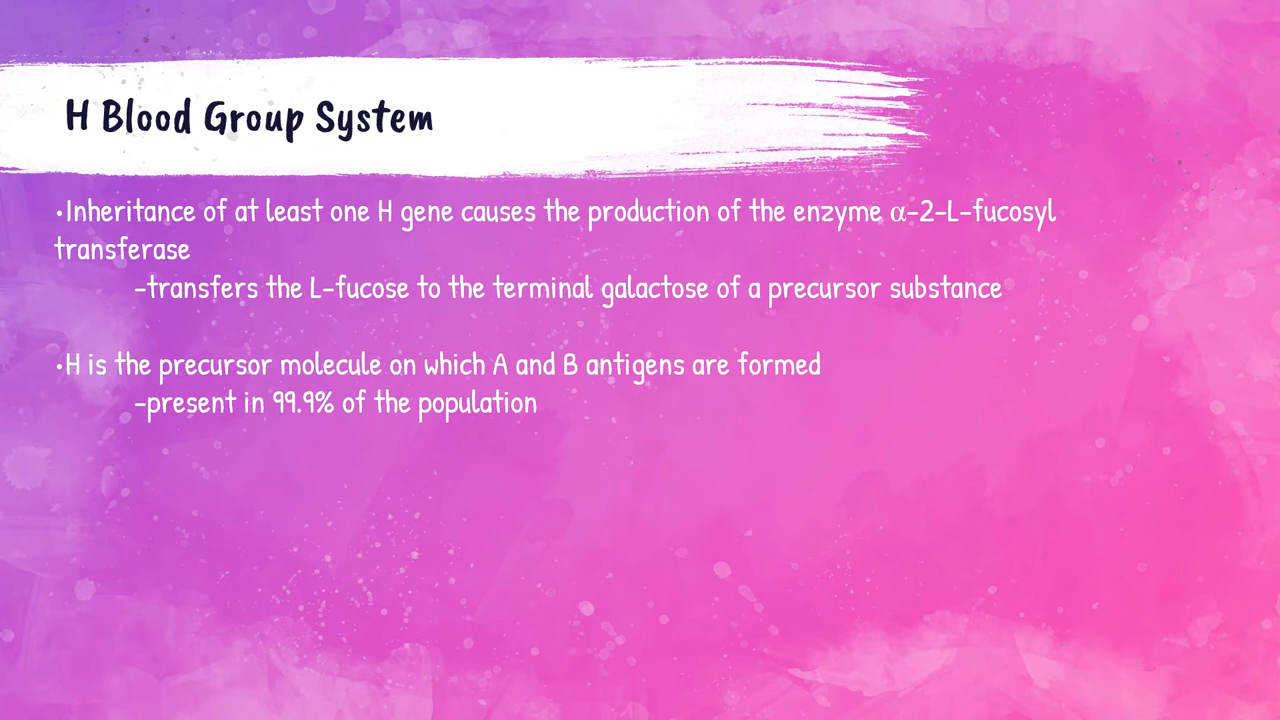 H Blood Group System
•Inheritance of at least one H gene causes the production of the enzyme α-2-L-fucosyl
transferase
-transfers the L-fucose to the terminal galactose of a precursor substance
•H is the precursor molecule on which A and B antigens are formed
-present in 99.9% of the population